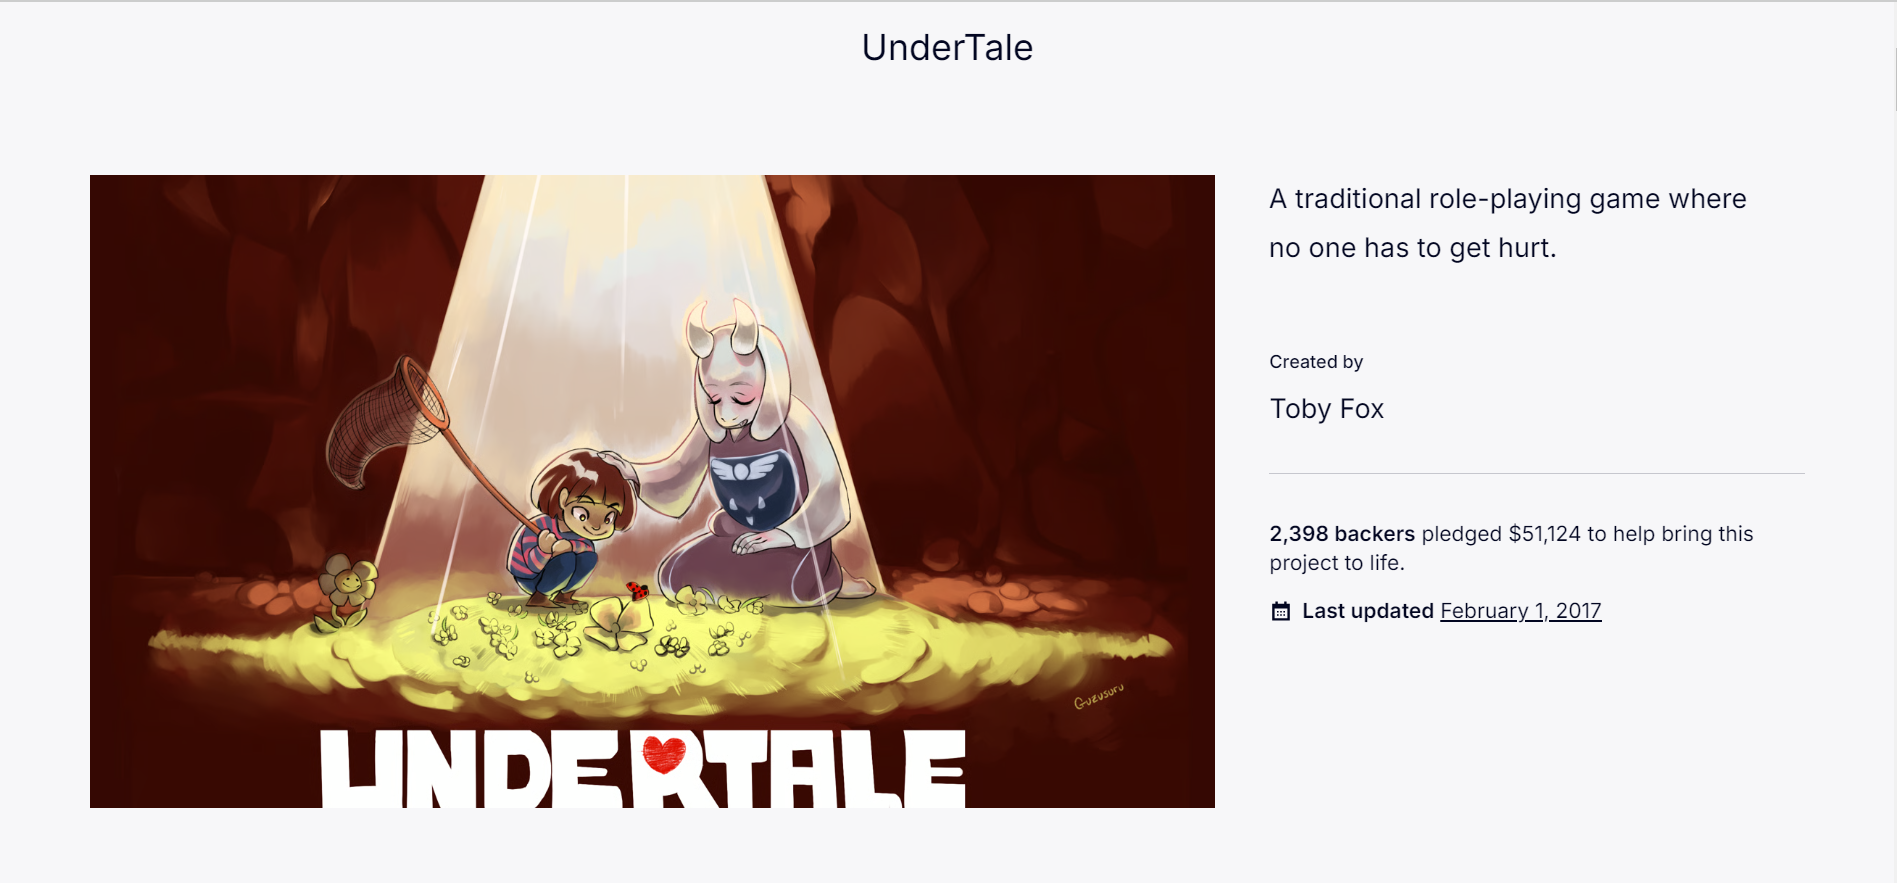 UnderTale
A traditional role-playing game where
no one has to get hurt.
Created by
Toby Fox
2,398 backers pledged $51,124 to help bring this
project to life.
Last updated February 1, 2017
Guzusuru
UNDERTALE